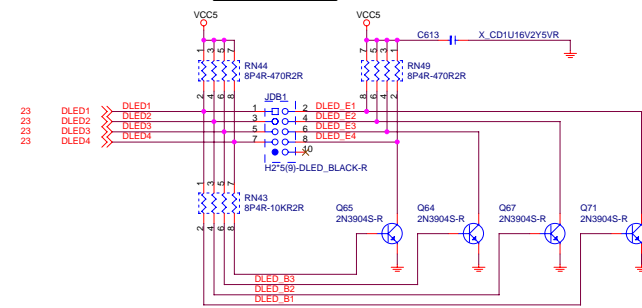 VCC5
VCC5
C613 X_CD1U16V2Y5VR
1 3 5 7
RN44
8P4R-470R2R
7 5 3 1
RN49
8P4R-470R2R
2 4 6 8
JDB1
8 6 4 2
23 DLED1 DLED1 1 2 DLED_E1
23 DLED2 DLED2 3 4 DLED_E2
23 DLED3 DLED3 5 6 DLED_E3
23 DLED4 DLED4 7 8 DLED_E4
10
H2*5(9)-DLED_BLACK-R
1 3 5 7
RN43
8P4R-10KR2R
2 4 6 8
Q65
2N3904S-R
Q64
2N3904S-R
Q67
2N3904S-R
Q71
2N3904S-R
DLED_B3
DLED_B2
DLED_B1